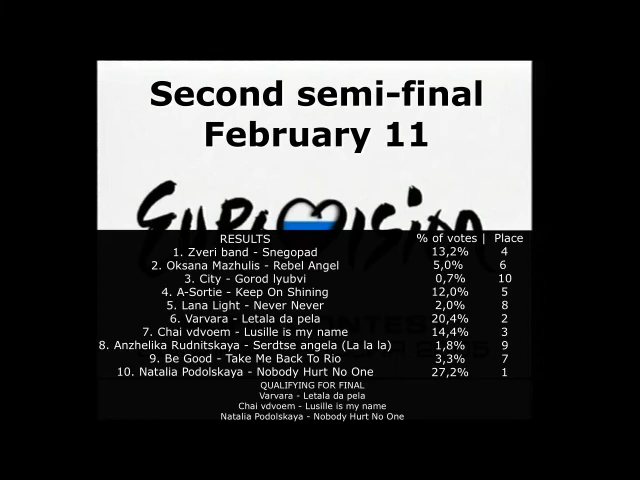 Second semi-final
February 11
EUROVISION
RESULTS % of votes | Place
1. Zveri band - Snegopad 13,2% 4
2. Oksana Mazhulis - Rebel Angel 5,0% 6
3. City - Gorod lyubvi 0,7% 10
4. A-Sortie - Keep On Shining 12,0% 5
5. Lana Light - Never Never 2,0% 8
6. Varvara - Letala da pela 20,4% 2
7. Chai vdvoem - Lusille is my name 14,4% 3
8. Anzhelika Rudnitskaya - Serdtse angela (La la la) 1,8% 9
9. Be Good - Take Me Back To Rio 3,3% 7
10. Natalia Podolskaya - Nobody Hurt No One 27,2% 1
QUALIFYING FOR FINAL
Varvara - Letala da pela
Chai vdvoem - Lusille is my name
Natalia Podolskaya - Nobody Hurt No One